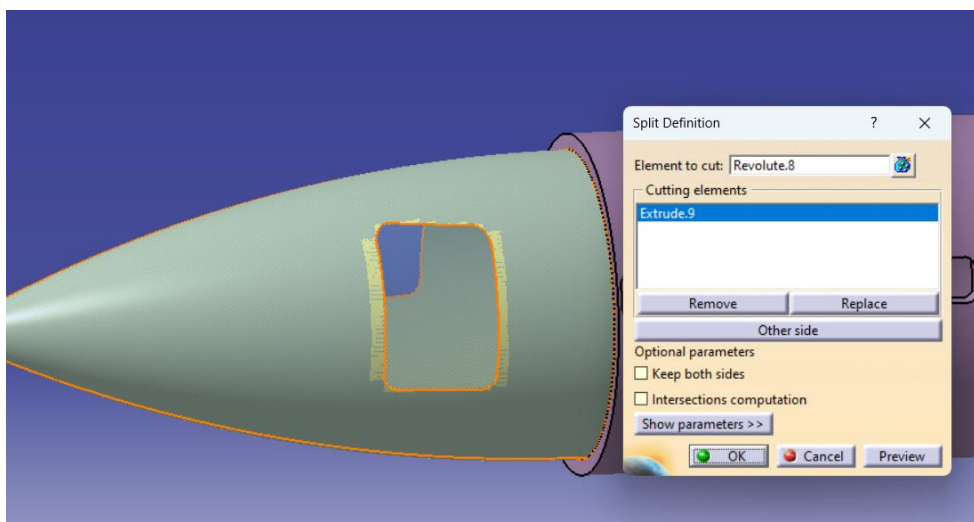 Split Definition ? X
Element to cut: Revolute.8
Cutting elements
Extrude.9
Remove Replace
Other side
Optional parameters
Keep both sides
Intersections computation
Show parameters >>
OK Cancel Preview